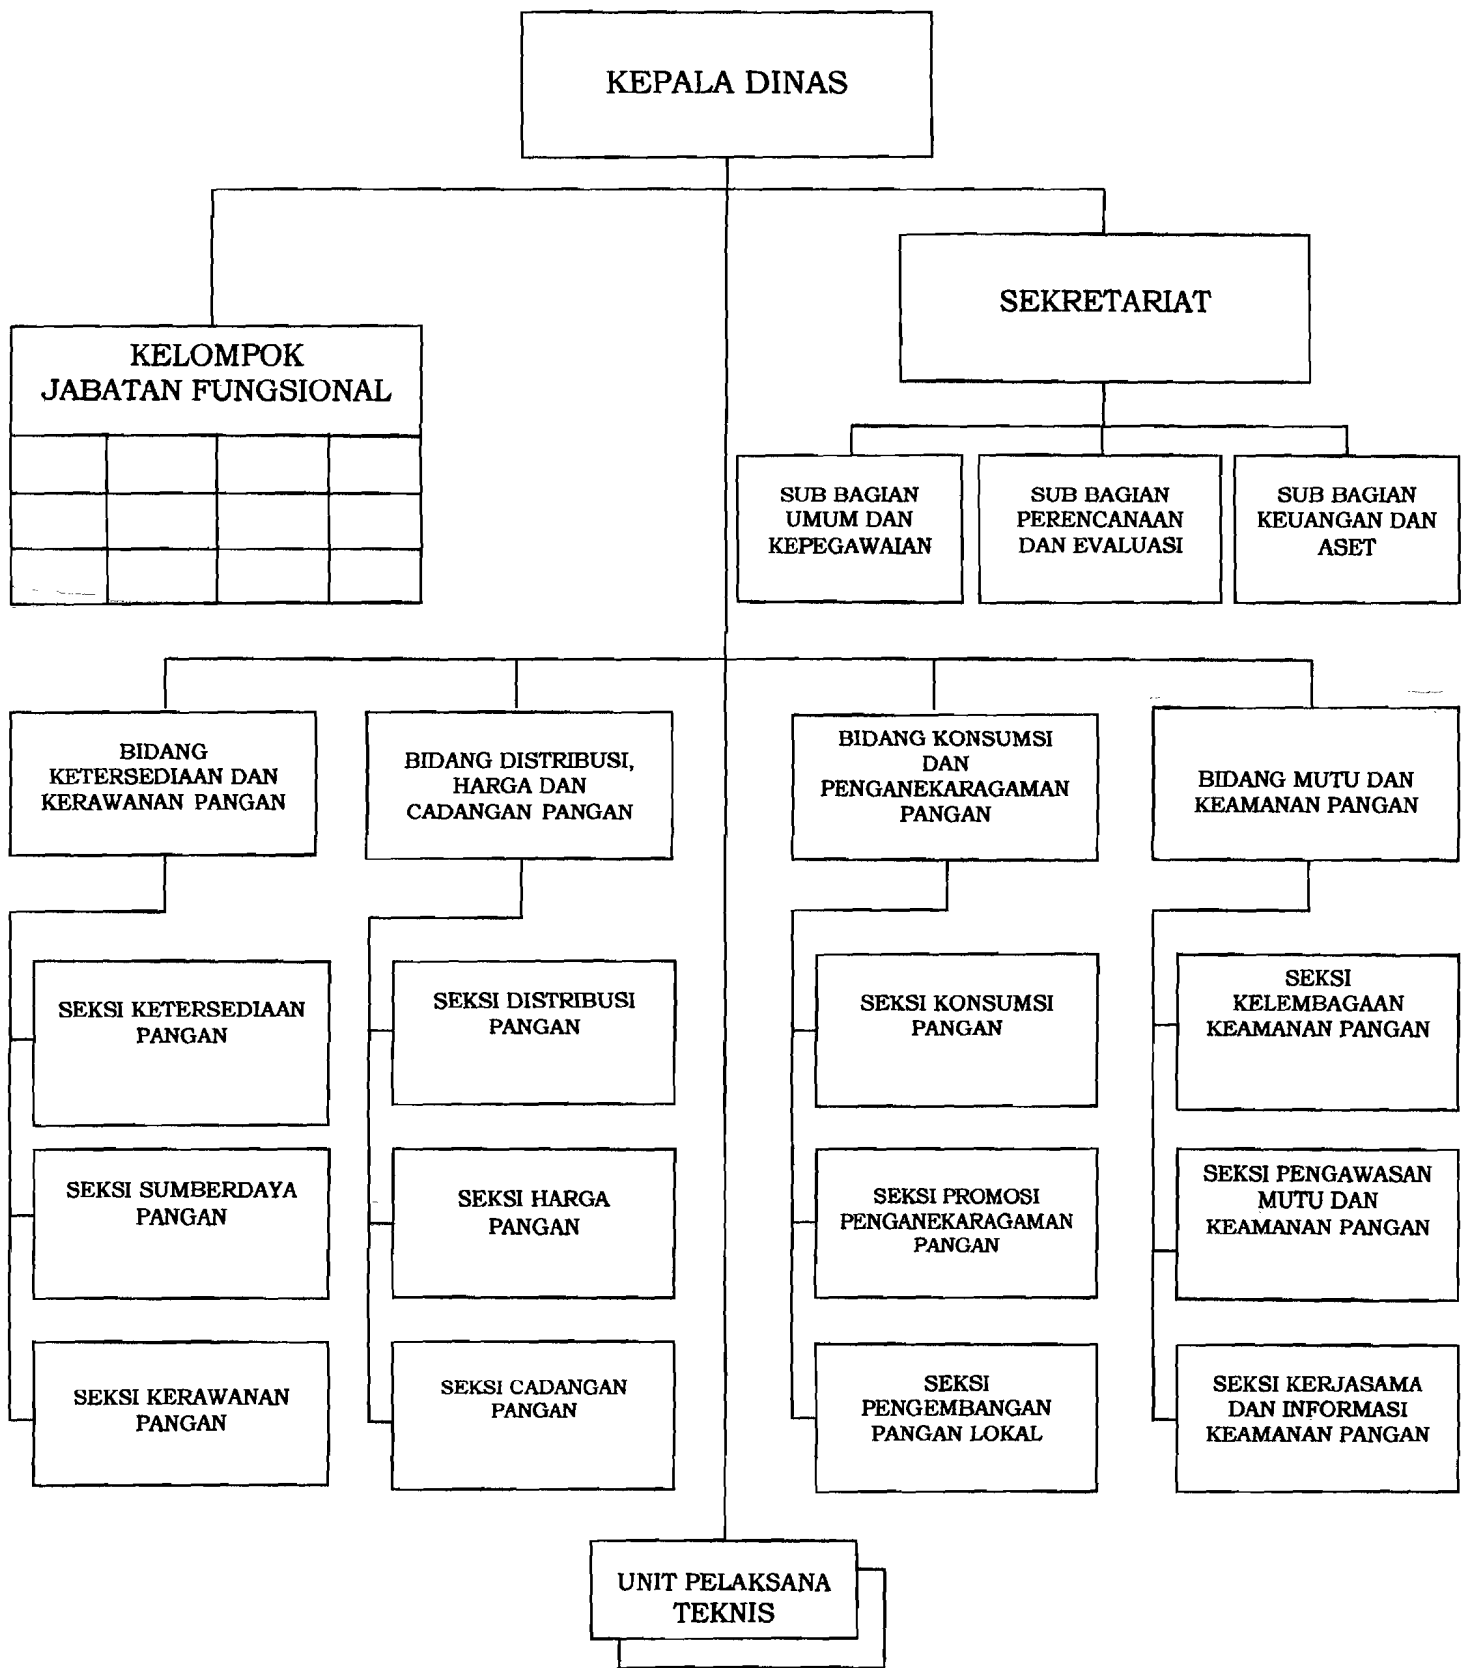 KEPALA DINAS
SEKRETARIAT
KELOMPOK
JABATAN FUNGSIONAL
SUB BAGIAN
UMUM DAN
KEPEGAWAIAN
SUB BAGIAN
PERENCANAAN
DAN EVALUASI
SUB BAGIAN
KEUANGAN DAN
ASET
BIDANG
KETERSEDIAAN DAN
KERAWANAN PANGAN
BIDANG DISTRIBUSI,
HARGA DAN
CADANGAN PANGAN
BIDANG KONSUMSI
DAN
PENGANEKARAGAMAN
PANGAN
BIDANG MUTU DAN
KEAMANAN PANGAN
SEKSI KETERSEDIAAN
PANGAN
SEKSI DISTRIBUSI
PANGAN
SEKSI KONSUMSI
PANGAN
SEKSI
KELEMBAGAAN
KEAMANAN PANGAN
SEKSI SUMBERDAYA
PANGAN
SEKSI HARGA
PANGAN
SEKSI PROMOSI
PENGANEKARAGAMAN
PANGAN
SEKSI PENGAWASAN
MUTU DAN
KEAMANAN PANGAN
SEKSI KERAWANAN
PANGAN
SEKSI CADANGAN
PANGAN
SEKSI
PENGEMBANGAN
PANGAN LOKAL
SEKSI KERJASAMA
DAN INFORMASI
KEAMANAN PANGAN
UNIT PELAKSANA
TEKNIS